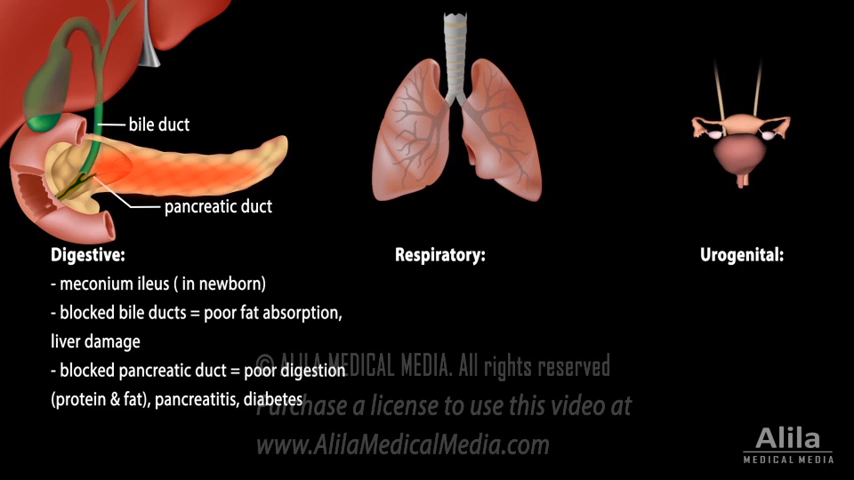 bile duct
pancreatic duct
Digestive:
- meconium ileus ( in newborn)
- blocked bile ducts = poor fat absorption,
liver damage
- blocked pancreatic duct = poor digestion
(protein & fat), pancreatitis, diabetes
Respiratory:
Urogenital:
© ALILA MEDICAL MEDIA. All rights reserved
Purchase a license to use this video at
www.AlilaMedicalMedia.com
Alila
MEDICAL MEDIA